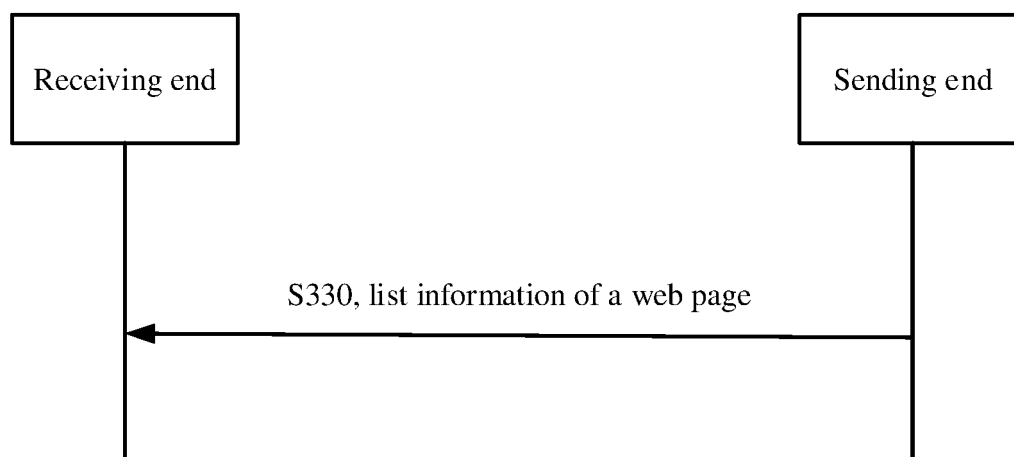 Receiving end
Sending end
S330, list information of a web page